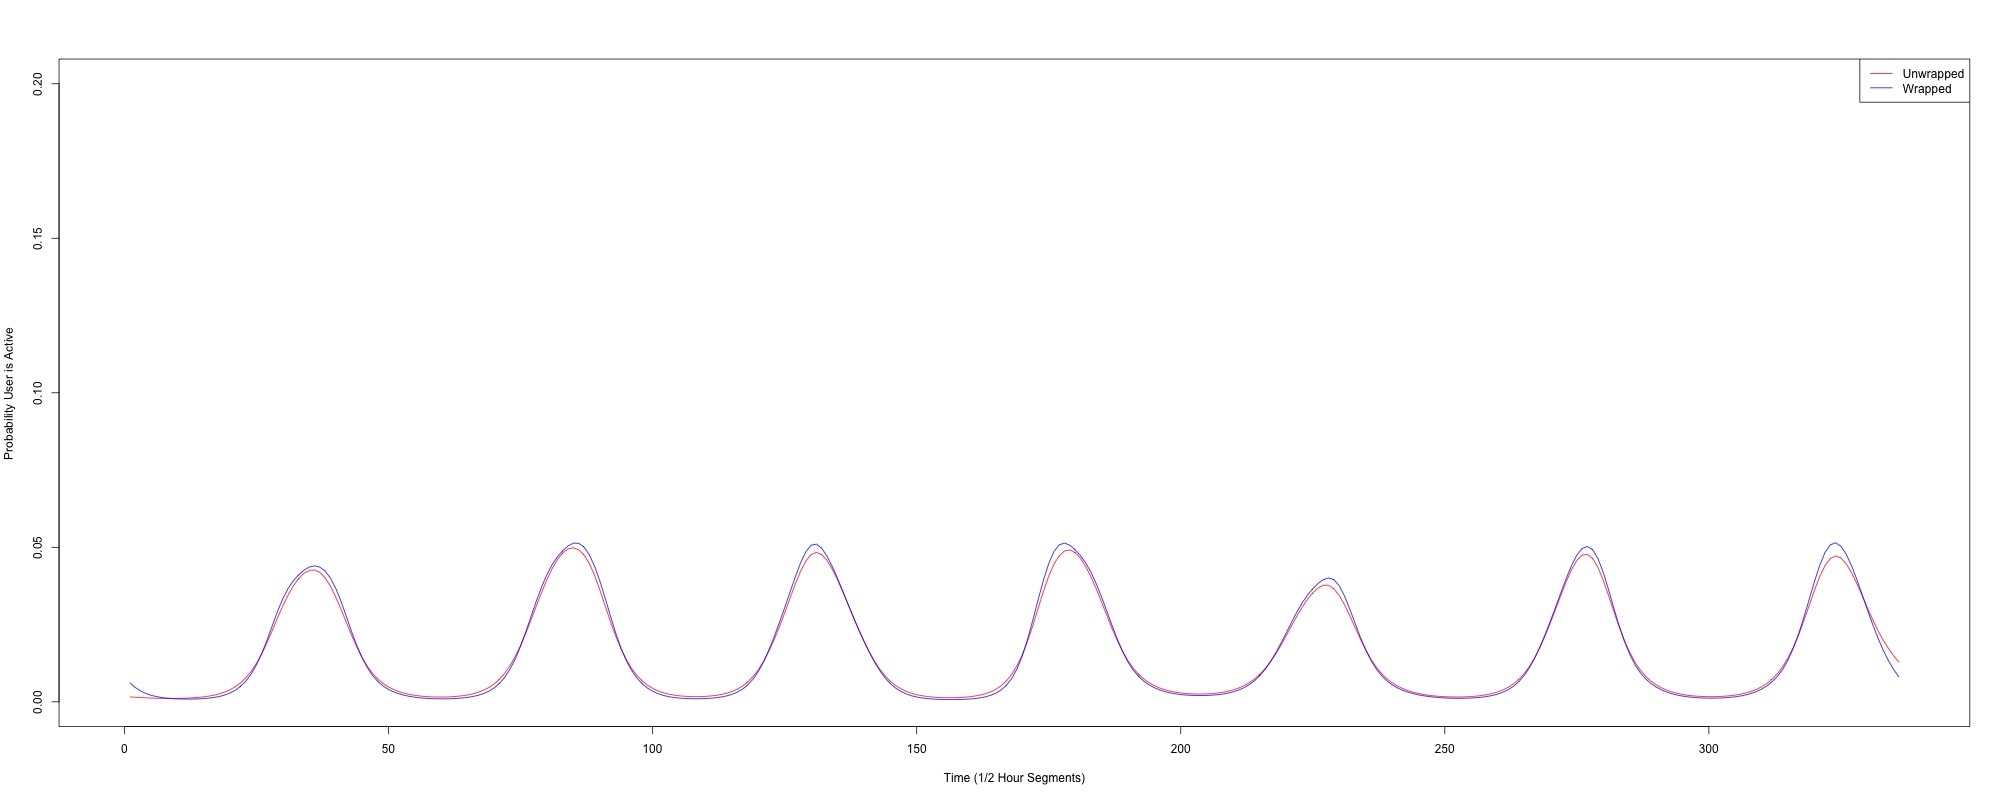 Unwrapped
Wrapped
0.20
0.15
0.10
0.05
0.00
Probability User is Active
0 50 100 150 200 250 300
Time (1/2 Hour Segments)